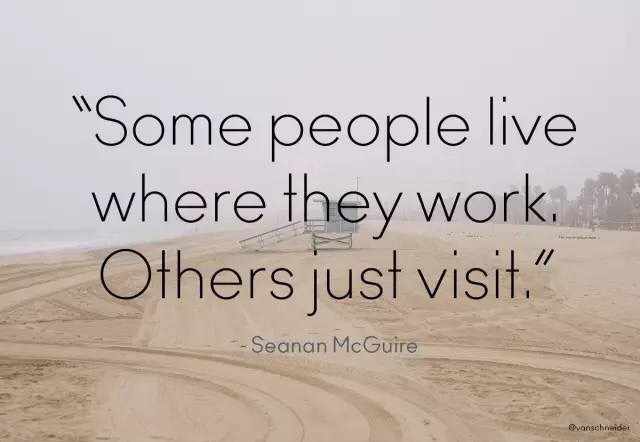 “Some people live
where they work.
Others just visit.”
- Seanan McGuire
@vanschneider